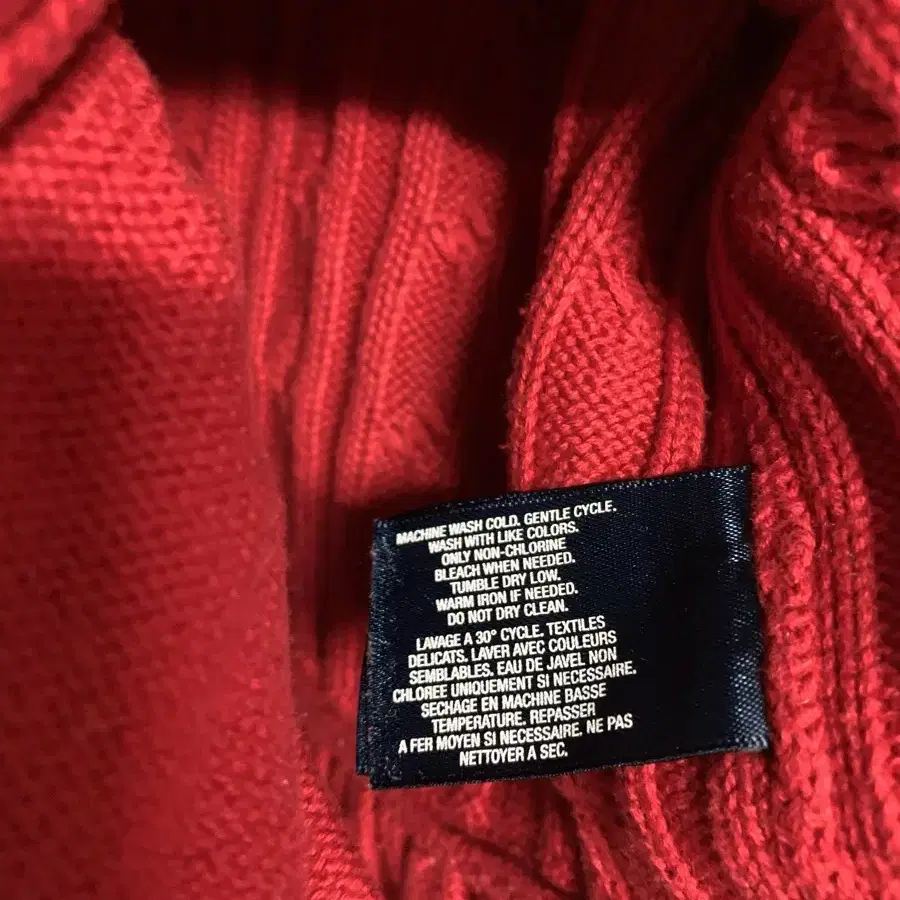 MACHINE WASH COLD. GENTLE CYCLE.
WASH WITH LIKE COLORS.
ONLY NON-CHLORINE
BLEACH WHEN NEEDED.
TUMBLE DRY LOW.
WARM IRON IF NEEDED.
DO NOT DRY CLEAN.
LAVAGE A 30° CYCLE. TEXTILES
DELICATS. LAVER AVEC COULEURS
SEMBLABLES. EAU DE JAVEL NON
CHLOREE UNIQUEMENT SI NECESSAIRE.
SECHAGE EN MACHINE BASSE
TEMPERATURE. REPASSER
A FER MOYEN SI NECESSAIRE. NE PAS
NETTOYER A SEC.